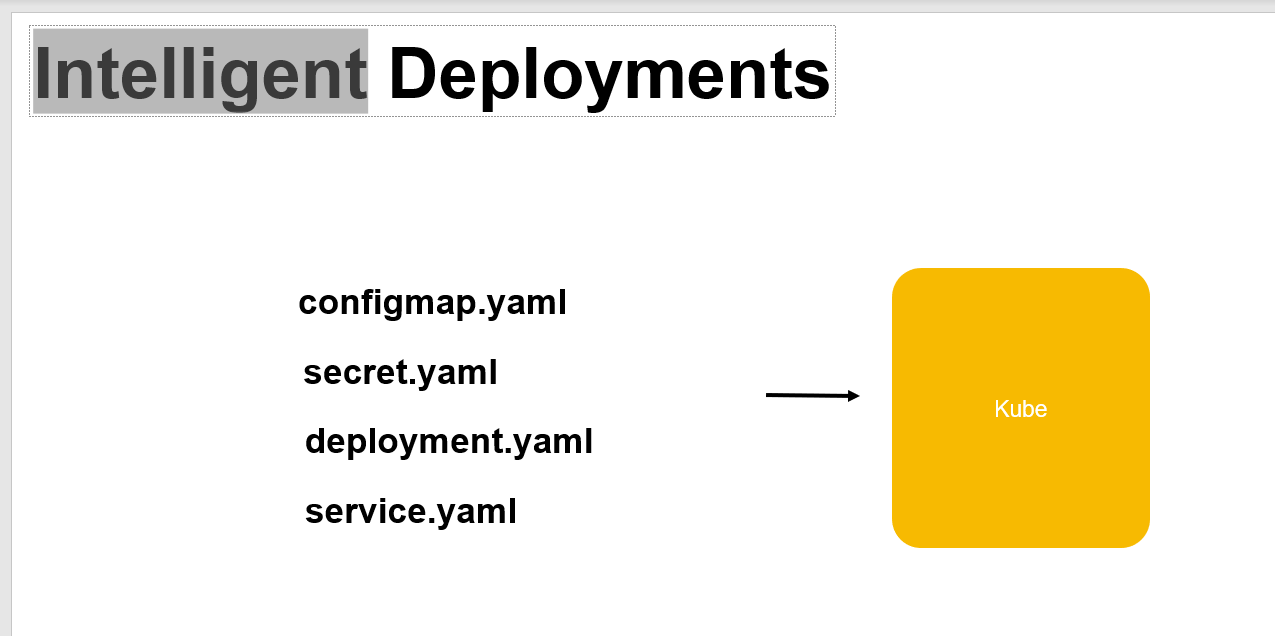 Intelligent Deployments
configmap.yaml
secret.yaml
deployment.yaml
service.yaml
Kube